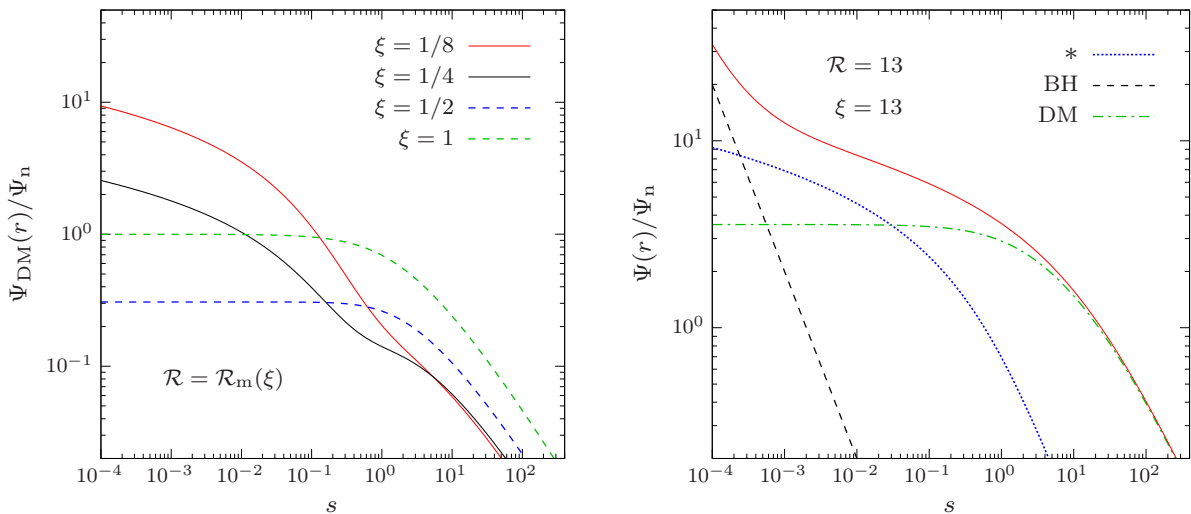 Ψ_DM(r)/Ψ_n
10^1
10^0
10^−1
ξ = 1/8
ξ = 1/4
ξ = 1/2
ξ = 1
ℛ = ℛ_m(ξ)
10^−4 10^−3 10^−2 10^−1 10^0 10^1 10^2
s
Ψ(r)/Ψ_n
10^1
10^0
ℛ = 13
ξ = 13
*
BH
DM
10^−4 10^−3 10^−2 10^−1 10^0 10^1 10^2
s